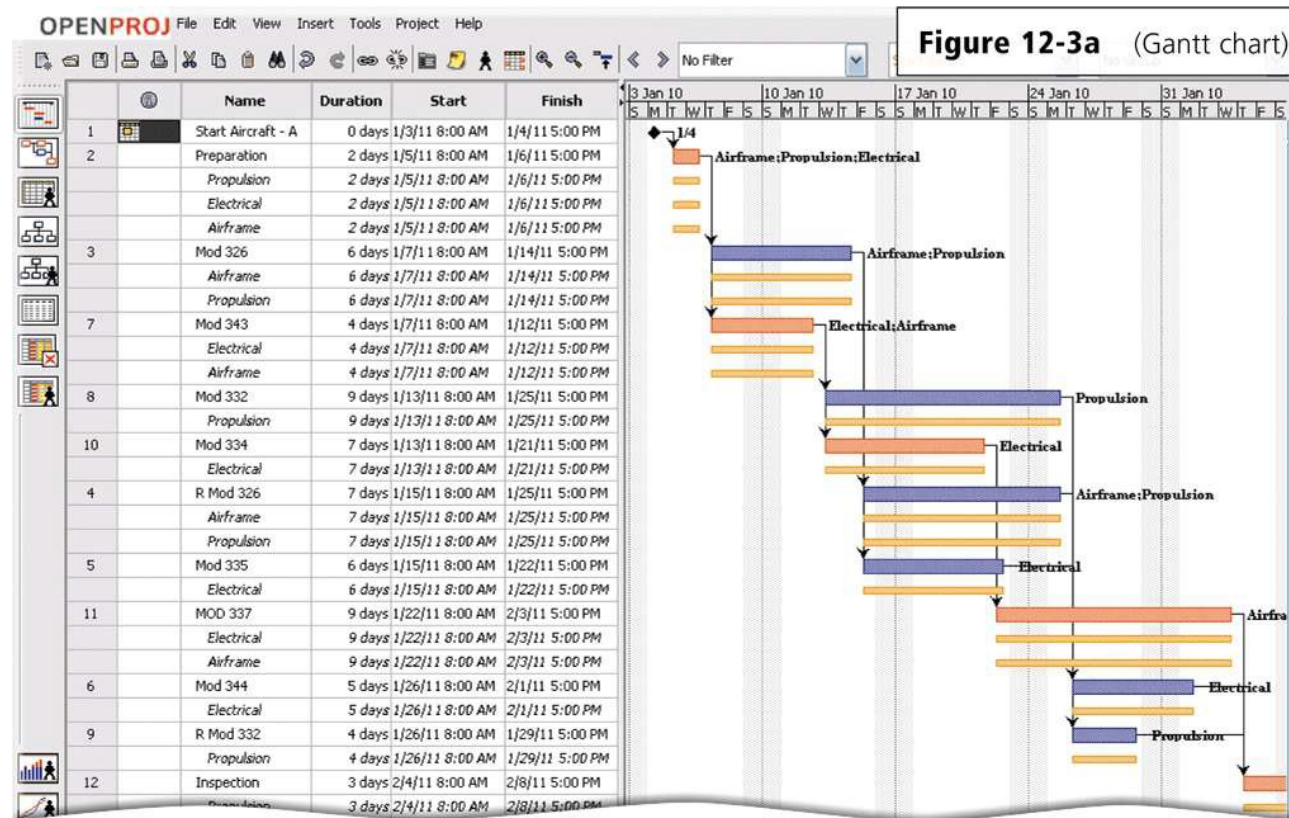 OPENPROJ File Edit View Insert Tools Project Help
Figure 12-3a (Gantt chart)
No Filter
Name Duration Start Finish
3 Jan 10 10 Jan 10 17 Jan 10 24 Jan 10 31 Jan 10
S M T W T F S S M T W T F S S M T W T F S S M T W T F S S M T W T F S
1 Start Aircraft - A 0 days 1/3/11 8:00 AM 1/4/11 5:00 PM 1/4
2 Preparation 2 days 1/5/11 8:00 AM 1/6/11 5:00 PM Airframe;Propulsion;Electrical
Propulsion 2 days 1/5/11 8:00 AM 1/6/11 5:00 PM
Electrical 2 days 1/5/11 8:00 AM 1/6/11 5:00 PM
Airframe 2 days 1/5/11 8:00 AM 1/6/11 5:00 PM
3 Mod 326 6 days 1/7/11 8:00 AM 1/14/11 5:00 PM Airframe;Propulsion
Airframe 6 days 1/7/11 8:00 AM 1/14/11 5:00 PM
Propulsion 6 days 1/7/11 8:00 AM 1/14/11 5:00 PM
7 Mod 343 4 days 1/7/11 8:00 AM 1/12/11 5:00 PM Electrical;Airframe
Electrical 4 days 1/7/11 8:00 AM 1/12/11 5:00 PM
Airframe 4 days 1/7/11 8:00 AM 1/12/11 5:00 PM
8 Mod 332 9 days 1/13/11 8:00 AM 1/25/11 5:00 PM Propulsion
Propulsion 9 days 1/13/11 8:00 AM 1/25/11 5:00 PM
10 Mod 334 7 days 1/13/11 8:00 AM 1/21/11 5:00 PM Electrical
Electrical 7 days 1/13/11 8:00 AM 1/21/11 5:00 PM
4 R Mod 326 7 days 1/15/11 8:00 AM 1/25/11 5:00 PM Airframe;Propulsion
Airframe 7 days 1/15/11 8:00 AM 1/25/11 5:00 PM
Propulsion 7 days 1/15/11 8:00 AM 1/25/11 5:00 PM
5 Mod 335 6 days 1/15/11 8:00 AM 1/22/11 5:00 PM Electrical
Electrical 6 days 1/15/11 8:00 AM 1/22/11 5:00 PM
11 MOD 337 9 days 1/22/11 8:00 AM 2/3/11 5:00 PM Airfra
Electrical 9 days 1/22/11 8:00 AM 2/3/11 5:00 PM
Airframe 9 days 1/22/11 8:00 AM 2/3/11 5:00 PM
6 Mod 344 5 days 1/26/11 8:00 AM 2/1/11 5:00 PM Electrical
Electrical 5 days 1/26/11 8:00 AM 2/1/11 5:00 PM
9 R Mod 332 4 days 1/26/11 8:00 AM 1/29/11 5:00 PM Propulsion
Propulsion 4 days 1/26/11 8:00 AM 1/29/11 5:00 PM
12 Inspection 3 days 2/4/11 8:00 AM 2/8/11 5:00 PM
Propulsion 3 days 2/4/11 8:00 AM 2/8/11 5:00 PM